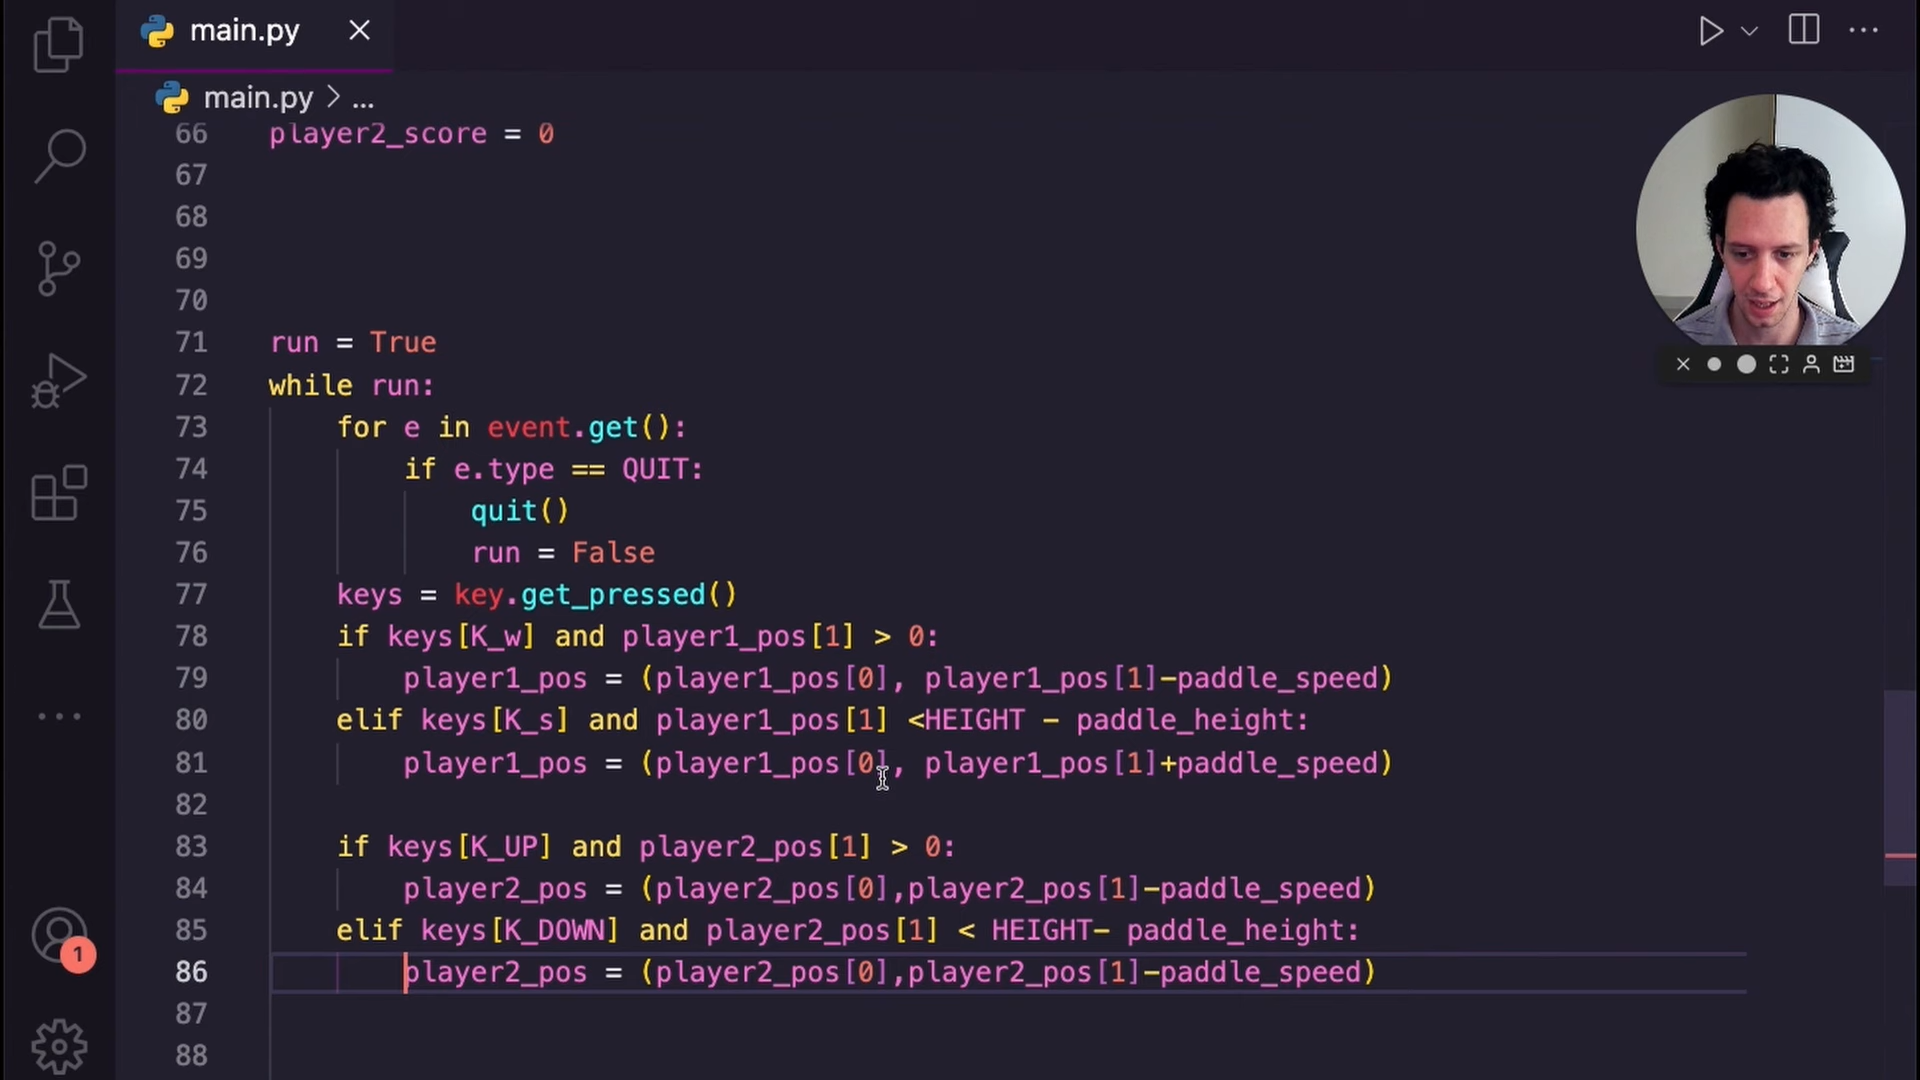 main.py
main.py > ...
66 player2_score = 0
67
68
69
70
71 run = True
72 while run:
73 for e in event.get():
74 if e.type == QUIT:
75 quit()
76 run = False
77 keys = key.get_pressed()
78 if keys[K_w] and player1_pos[1] > 0:
79 player1_pos = (player1_pos[0], player1_pos[1]-paddle_speed)
80 elif keys[K_s] and player1_pos[1] <HEIGHT - paddle_height:
81 player1_pos = (player1_pos[0], player1_pos[1]+paddle_speed)
82
83 if keys[K_UP] and player2_pos[1] > 0:
84 player2_pos = (player2_pos[0],player2_pos[1]-paddle_speed)
85 elif keys[K_DOWN] and player2_pos[1] < HEIGHT- paddle_height:
86 player2_pos = (player2_pos[0],player2_pos[1]-paddle_speed)
87
88
1